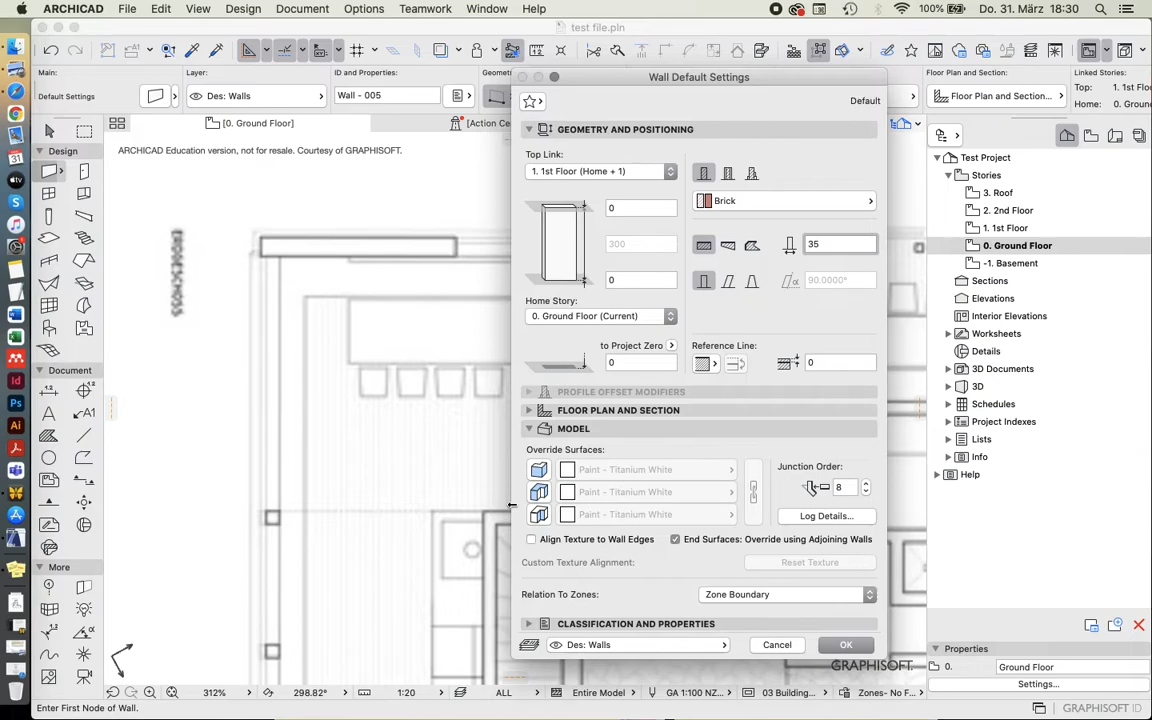 ARCHICAD File Edit View Design Document Options Teamwork Window Help 100% Do. 31. März 18:30
test file.pln
Main: Layer: ID and Properties: Geome Floor Plan and Section: Linked Stories:
Default Settings Des: Walls Wall - 005 Floor Plan and Section... Top: 1. 1st Floo
Home: 0. Ground
[0. Ground Floor] [Action Ce
Wall Default Settings
Default
ARCHICAD Education version, not for resale. Courtesy of GRAPHISOFT.
Design
Document
More
ERDGESCHOSS
GEOMETRY AND POSITIONING
Top Link:
1. 1st Floor (Home + 1)
Brick
0
300
35
0
90.0000°
Home Story:
0. Ground Floor (Current)
to Project Zero
Reference Line:
0
0
PROFILE OFFSET MODIFIERS
FLOOR PLAN AND SECTION
MODEL
Override Surfaces:
Paint - Titanium White
Paint - Titanium White
Paint - Titanium White
Junction Order:
8
Log Details...
Align Texture to Wall Edges End Surfaces: Override using Adjoining Walls
Custom Texture Alignment: Reset Texture
Relation To Zones: Zone Boundary
CLASSIFICATION AND PROPERTIES
Des: Walls Cancel OK
GRAPHISOFT.
Test Project
Stories
3. Roof
2. 2nd Floor
1. 1st Floor
0. Ground Floor
-1. Basement
Sections
Elevations
Interior Elevations
Worksheets
Details
3D Documents
3D
Schedules
Project Indexes
Lists
Info
Help
Properties
0. Ground Floor
Settings...
312% 298.82° 1:20 ALL Entire Model GA 1:100 NZ... 03 Building... Zones- No F...
Enter First Node of Wall.
GRAPHISOFT ID